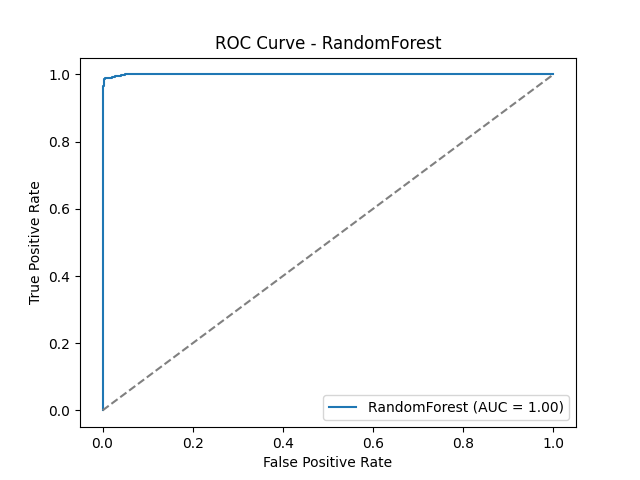 ROC Curve - RandomForest
1.0
0.8
0.6
0.4
0.2
0.0
True Positive Rate
RandomForest (AUC = 1.00)
0.0 0.2 0.4 0.6 0.8 1.0
False Positive Rate